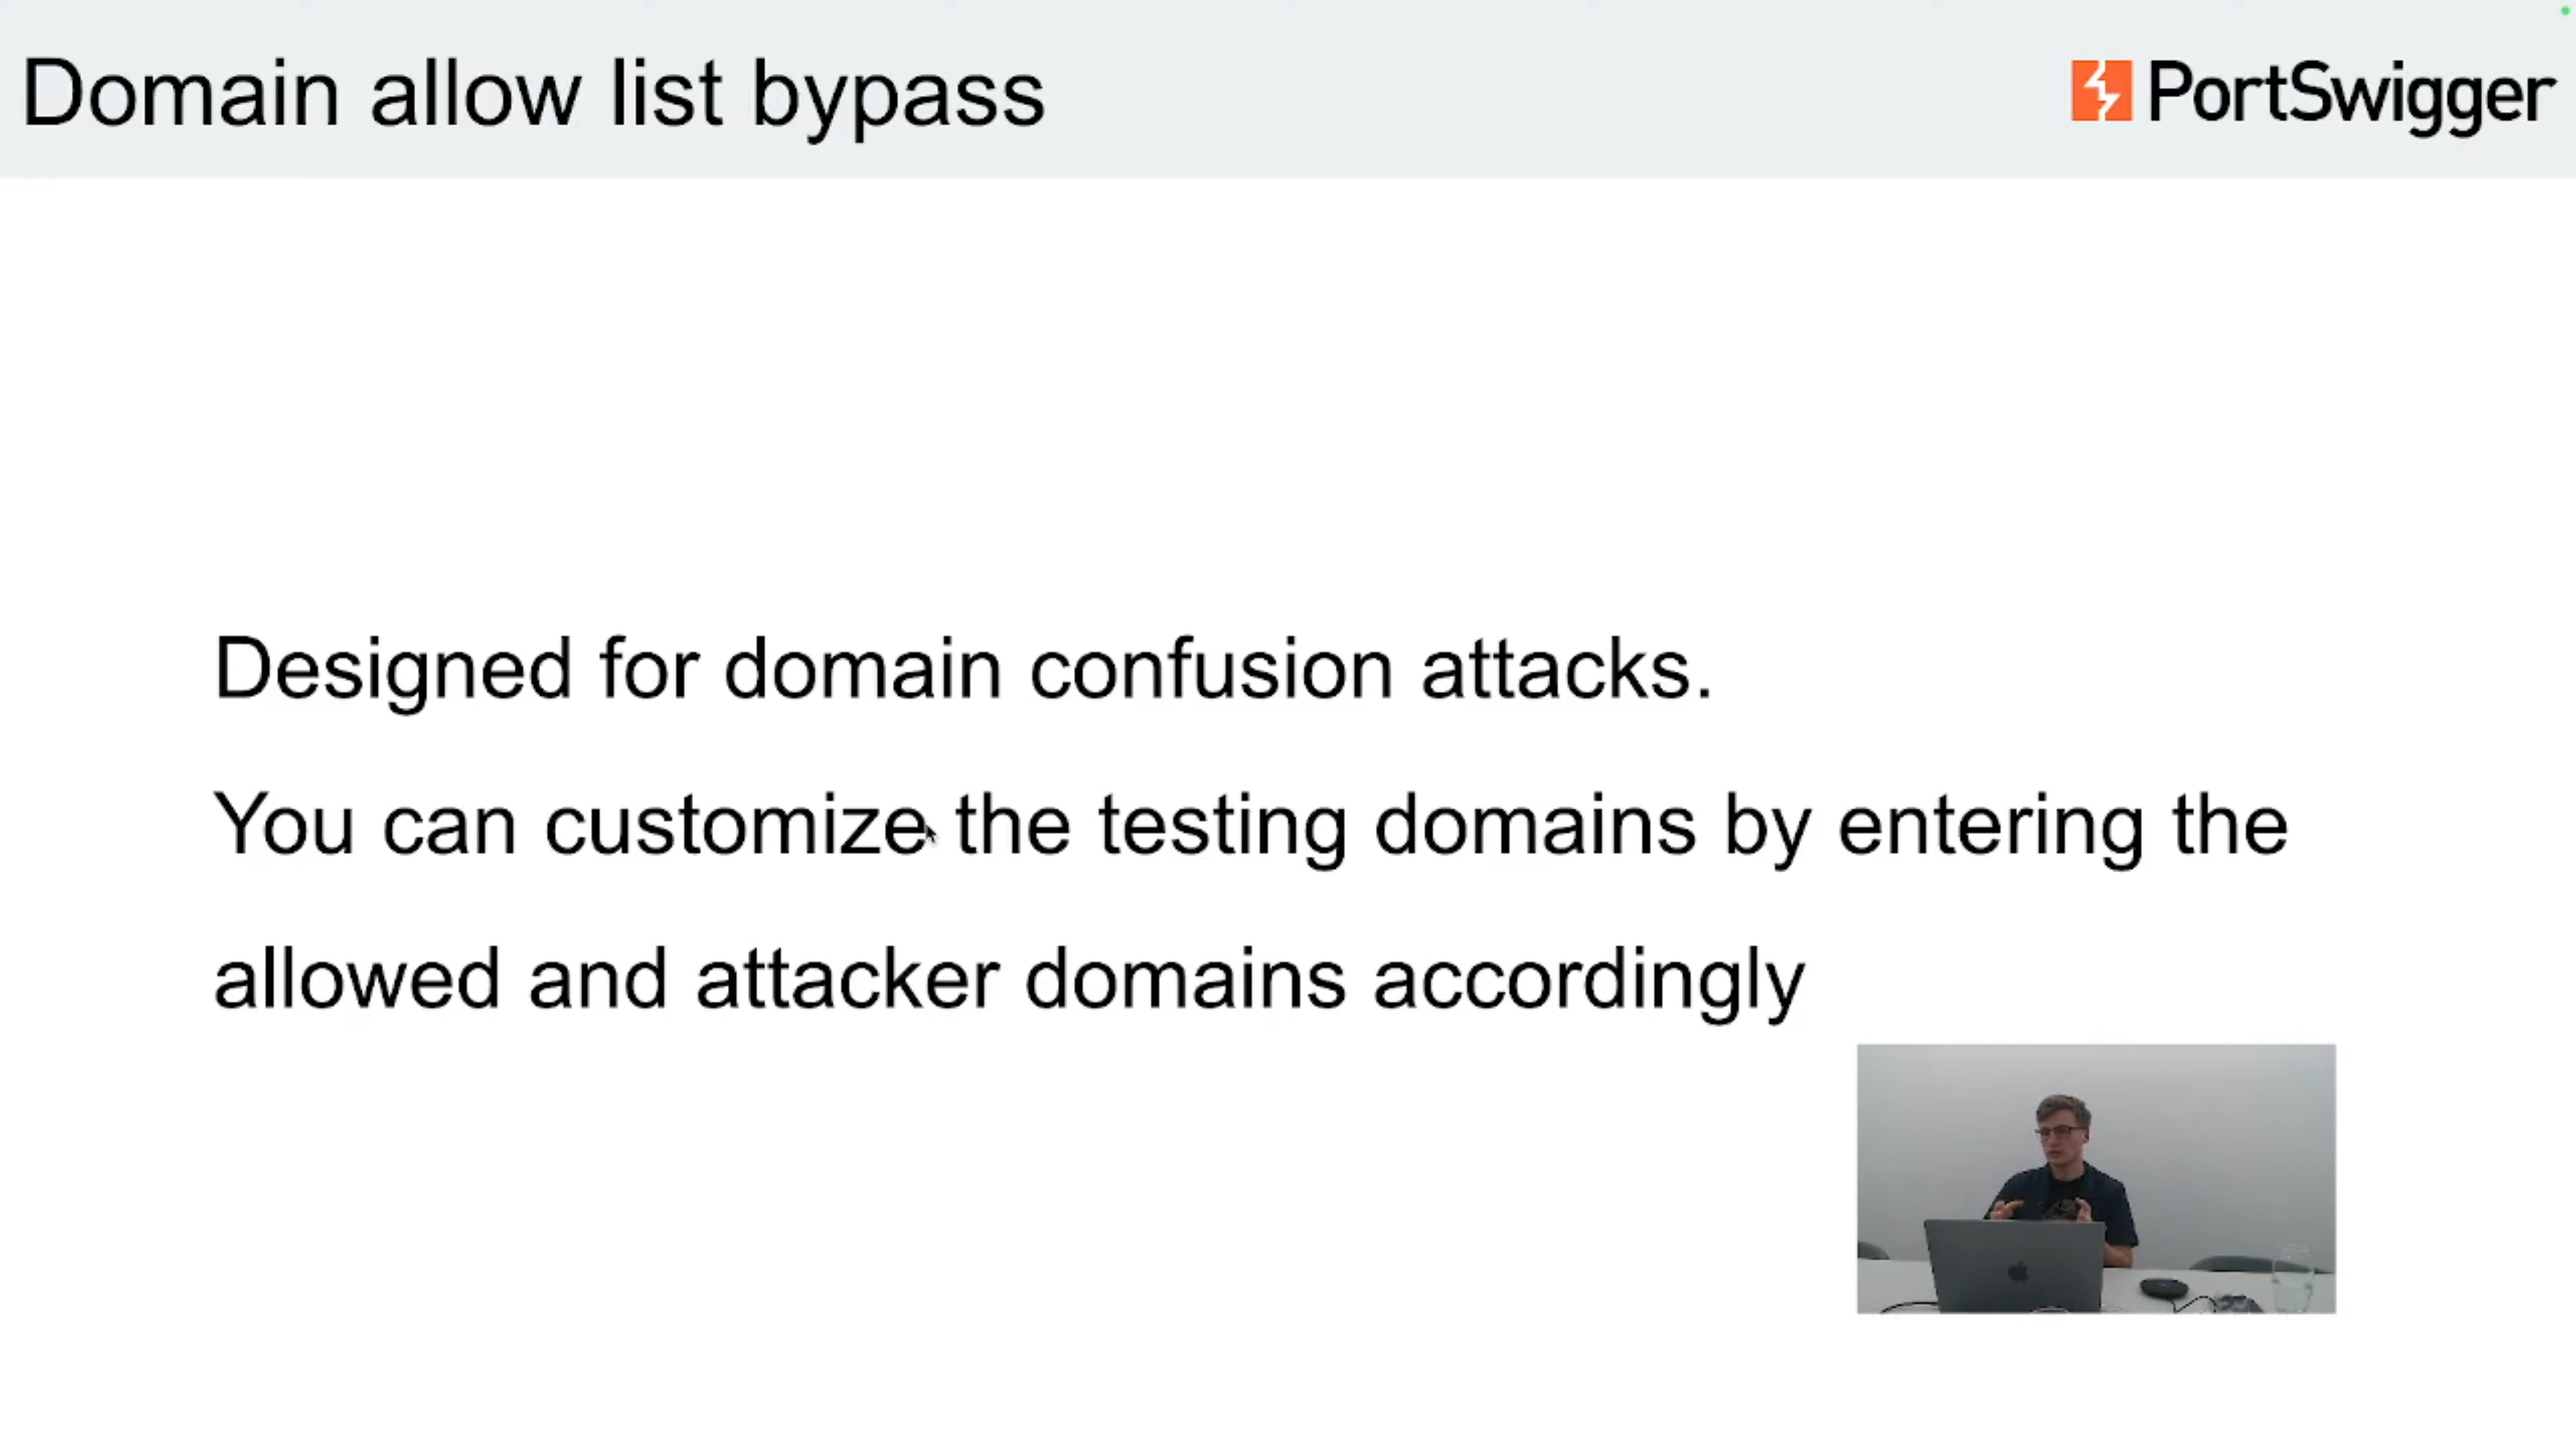 Domain allow list bypass
PortSwigger
Designed for domain confusion attacks.
You can customize the testing domains by entering the
allowed and attacker domains accordingly